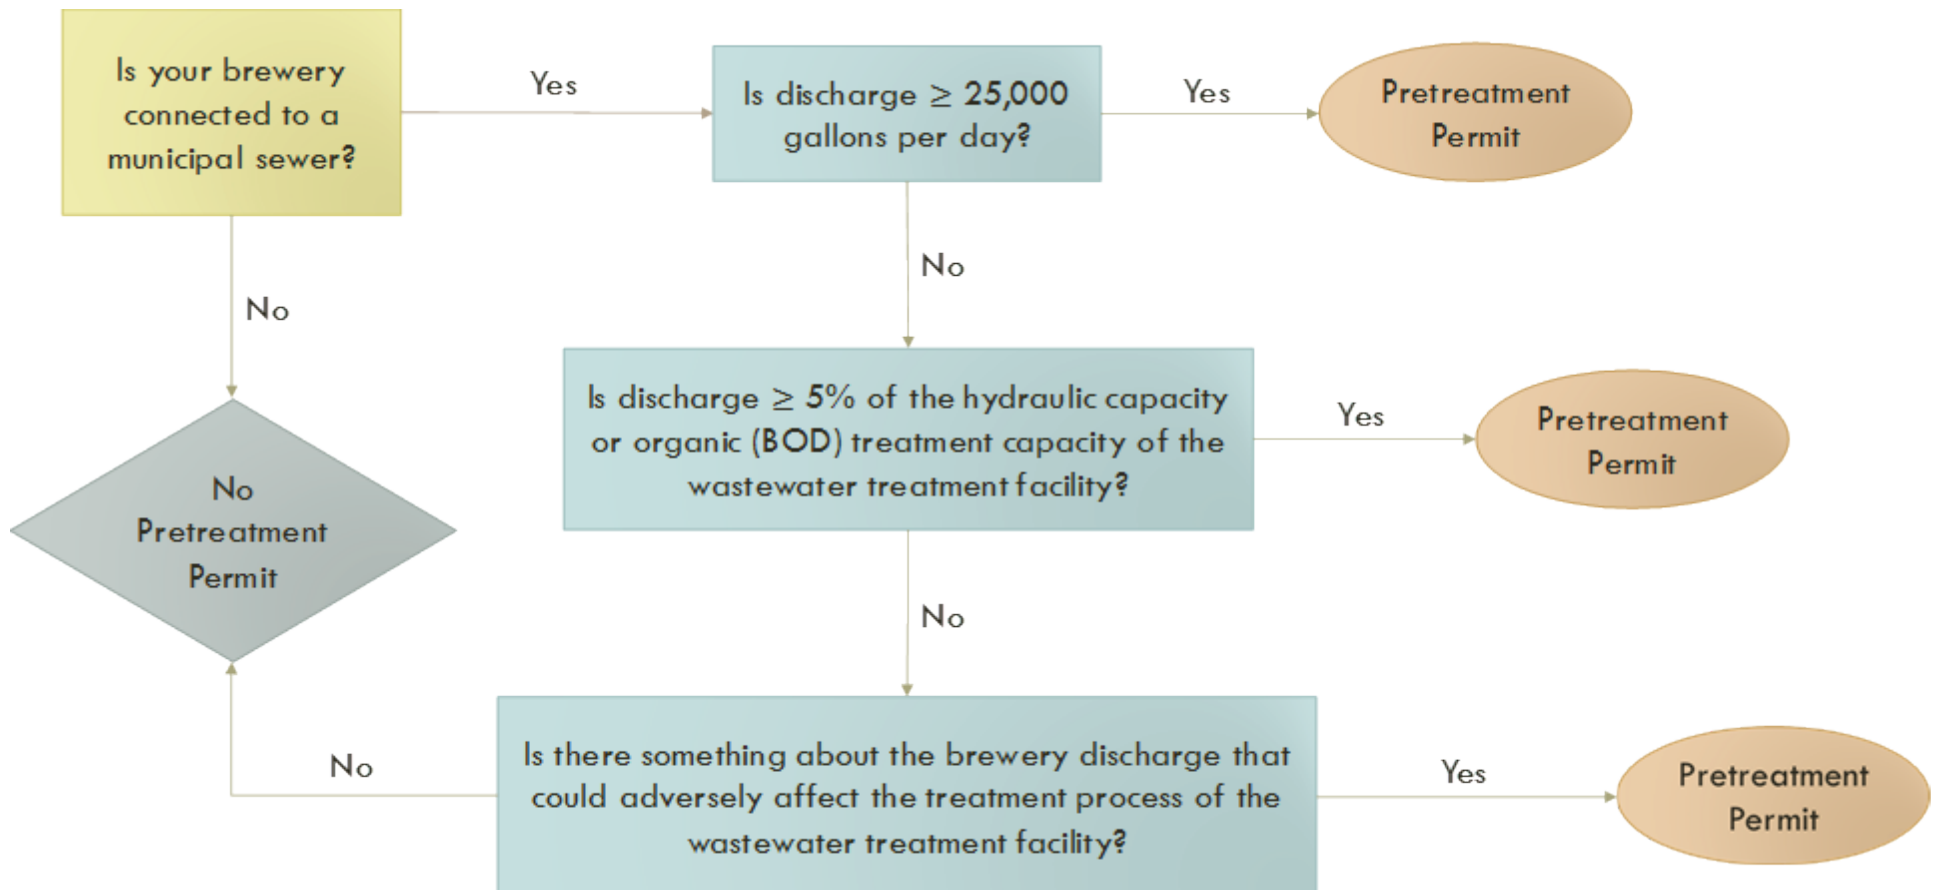 Is your brewery
connected to a
municipal sewer?
Yes
Is discharge ≥ 25,000
gallons per day?
Yes
Pretreatment
Permit
No
No
Is discharge ≥ 5% of the hydraulic capacity
or organic (BOD) treatment capacity of the
wastewater treatment facility?
Yes
Pretreatment
Permit
No
Pretreatment
Permit
No
Is there something about the brewery discharge that
could adversely affect the treatment process of the
wastewater treatment facility?
No
Yes
Pretreatment
Permit